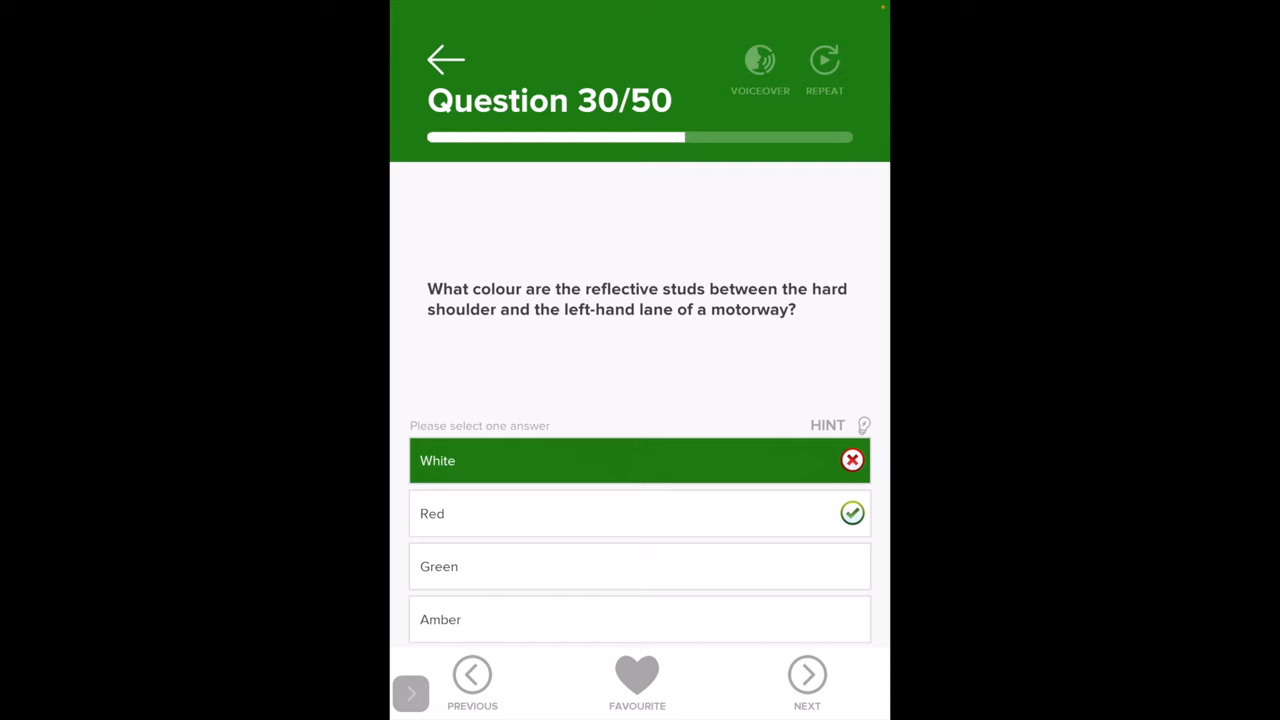 VOICEOVER REPEAT
Question 30/50
What colour are the reflective studs between the hard
shoulder and the left-hand lane of a motorway?
Please select one answer HINT
White
Red
Green
Amber
PREVIOUS FAVOURITE NEXT